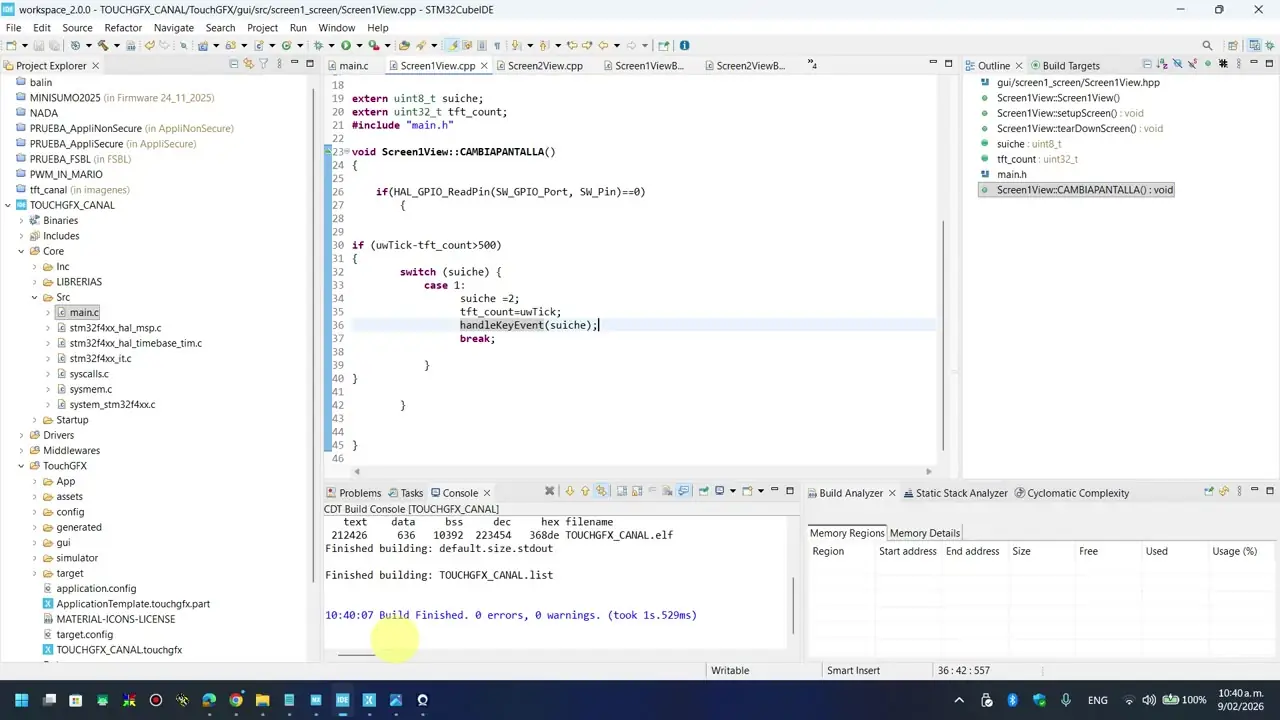 workspace_2.0.0 - TOUCHGFX_CANAL/TouchGFX/gui/src/screen1_screen/Screen1View.cpp - STM32CubeIDE
File Edit Source Refactor Navigate Search Project Run Window Help
Project Explorer
balin
MINISUMO2025 (in Firmware 24_11_2025)
NADA
PRUEBA_AppliNonSecure (in AppliNonSecure)
PRUEBA_AppliSecure (in AppliSecure)
PRUEBA_FSBL (in FSBL)
PWM_IN_MARIO
tft_canal (in imagenes)
TOUCHGFX_CANAL
Binaries
Includes
Core
Inc
LIBRERIAS
Src
main.c
stm32f4xx_hal_msp.c
stm32f4xx_hal_timebase_tim.c
stm32f4xx_it.c
syscalls.c
sysmem.c
system_stm32f4xx.c
Startup
Drivers
Middlewares
TouchGFX
App
assets
config
generated
gui
simulator
target
application.config
ApplicationTemplate.touchgfx.part
MATERIAL-ICONS-LICENSE
target.config
TOUCHGFX_CANAL.touchgfx
main.c Screen1View.cpp Screen2View.cpp Screen1ViewB... Screen2ViewB... »4
18
19 extern uint8_t suiche;
20 extern uint32_t tft_count;
21 #include "main.h"
22
23 void Screen1View::CAMBIAPANTALLA()
24 {
25
26 if(HAL_GPIO_ReadPin(SW_GPIO_Port, SW_Pin)==0)
27 {
28
29
30 if (uwTick-tft_count>500)
31 {
32 switch (suiche) {
33 case 1:
34 suiche =2;
35 tft_count=uwTick;
36 handleKeyEvent(suiche);
37 break;
38
39 }
40 }
41
42 }
43
44
45 }
46
Outline Build Targets
gui/screen1_screen/Screen1View.hpp
Screen1View::Screen1View()
Screen1View::setupScreen() : void
Screen1View::tearDownScreen() : void
suiche : uint8_t
tft_count : uint32_t
main.h
Screen1View::CAMBIAPANTALLA() : void
Problems Tasks Console
CDT Build Console [TOUCHGFX_CANAL]
text data bss dec hex filename
212426 636 10392 223454 368de TOUCHGFX_CANAL.elf
Finished building: default.size.stdout
Finished building: TOUCHGFX_CANAL.list
10:40:07 Build Finished. 0 errors, 0 warnings. (took 1s.529ms)
Build Analyzer Static Stack Analyzer Cyclomatic Complexity
Memory Regions Memory Details
Region Start address End address Size Free Used Usage (%)
Writable Smart Insert 36 : 42 : 557
ENG 100% 10:40 a.m.
9/02/2026